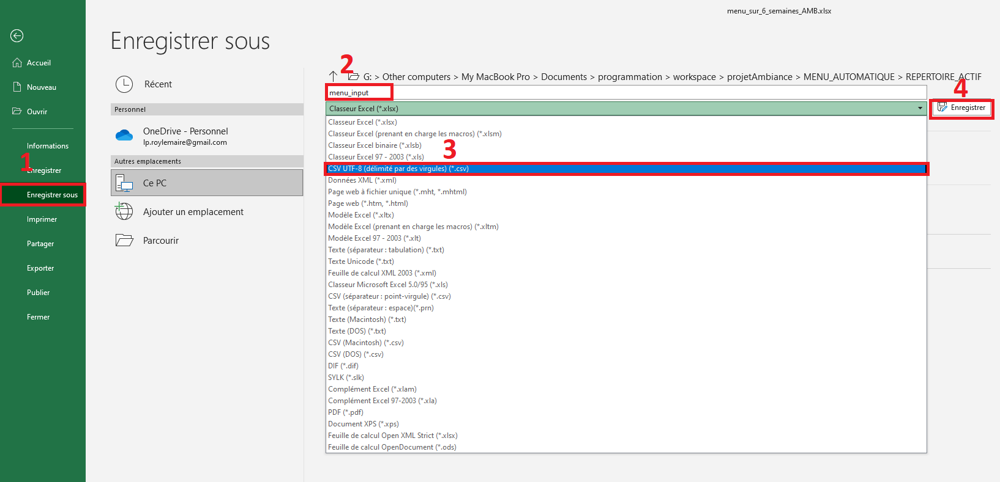 menu_sur_6_semaines_AMB.xlsx
Accueil
Nouveau
Ouvrir
Informations
1
Enregistrer
Enregistrer sous
Imprimer
Partager
Exporter
Publier
Fermer
Enregistrer sous
Récent
Personnel
OneDrive - Personnel
lp.roylemaire@gmail.com
Autres emplacements
Ce PC
Ajouter un emplacement
Parcourir
2
G: > Other computers > My MacBook Pro > Documents > programmation > workspace > projetAmbiance > MENU_AUTOMATIQUE > REPERTOIRE_ACTIF
menu_input
4
Classeur Excel (*.xlsx)
Enregistrer
Classeur Excel (*.xlsx)
Classeur Excel (prenant en charge les macros) (*.xlsm)
Classeur Excel binaire (*.xlsb)
3
Classeur Excel 97 - 2003 (*.xls)
CSV UTF-8 (délimité par des virgules) (*.csv)
Données XML (*.xml)
Page web à fichier unique (*.mht, *.mhtml)
Page web (*.htm, *.html)
Modèle Excel (*.xltx)
Modèle Excel (prenant en charge les macros) (*.xltm)
Modèle Excel 97 - 2003 (*.xlt)
Texte (séparateur : tabulation) (*.txt)
Texte Unicode (*.txt)
Feuille de calcul XML 2003 (*.xml)
Classeur Microsoft Excel 5.0/95 (*.xls)
CSV (séparateur : point-virgule) (*.csv)
Texte (séparateur : espace)(*.prn)
Texte (Macintosh) (*.txt)
Texte (DOS) (*.txt)
CSV (Macintosh) (*.csv)
CSV (DOS) (*.csv)
DIF (*.dif)
SYLK (*.slk)
Complément Excel (*.xlam)
Complément Excel 97-2003 (*.xla)
PDF (*.pdf)
Document XPS (*.xps)
Feuille de calcul Open XML Strict (*.xlsx)
Feuille de calcul OpenDocument (*.ods)